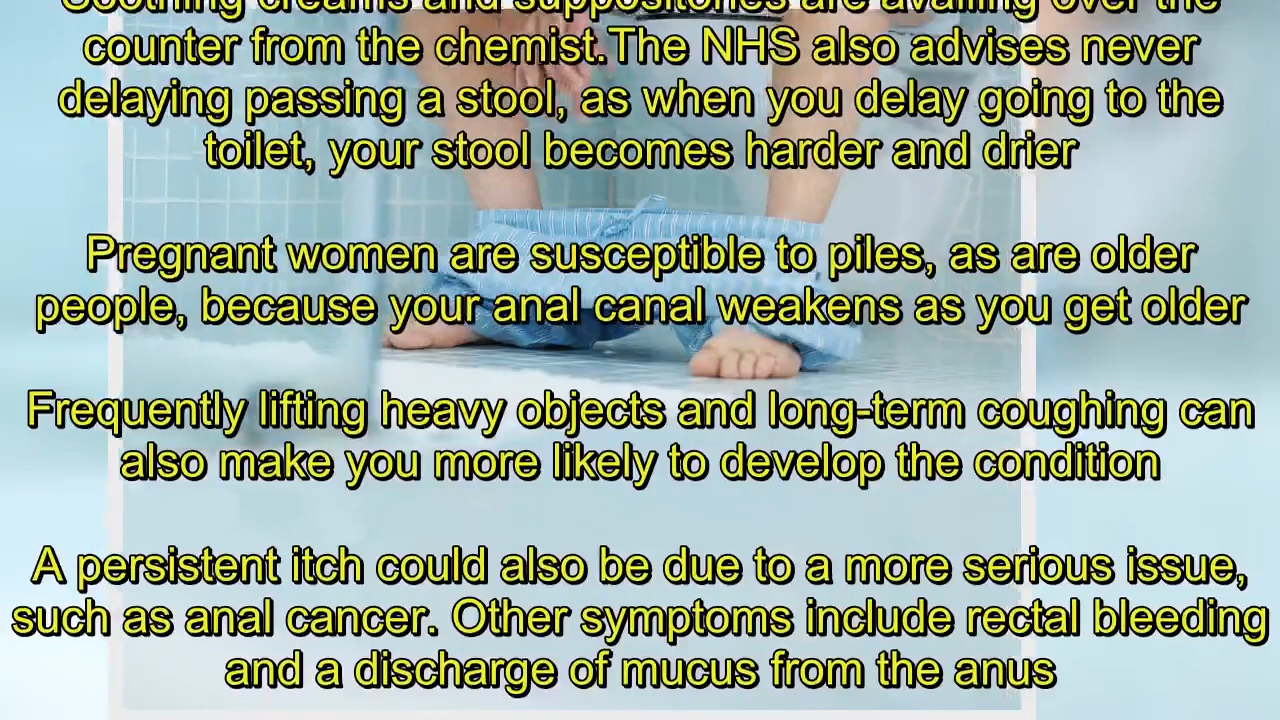 Soothing creams and suppositories are availing over the
counter from the chemist.The NHS also advises never
delaying passing a stool, as when you delay going to the
toilet, your stool becomes harder and drier
Pregnant women are susceptible to piles, as are older
people, because your anal canal weakens as you get older
Frequently lifting heavy objects and long-term coughing can
also make you more likely to develop the condition
A persistent itch could also be due to a more serious issue,
such as anal cancer. Other symptoms include rectal bleeding
and a discharge of mucus from the anus